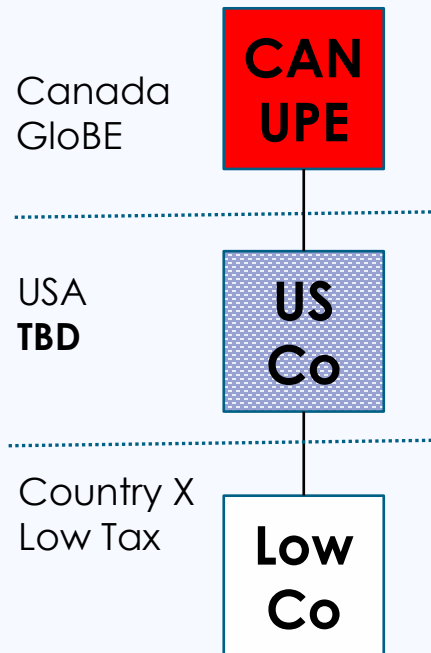 Canada
GloBE
CAN
UPE
USA
TBD
US
Co
Country X
Low Tax
Low
Co